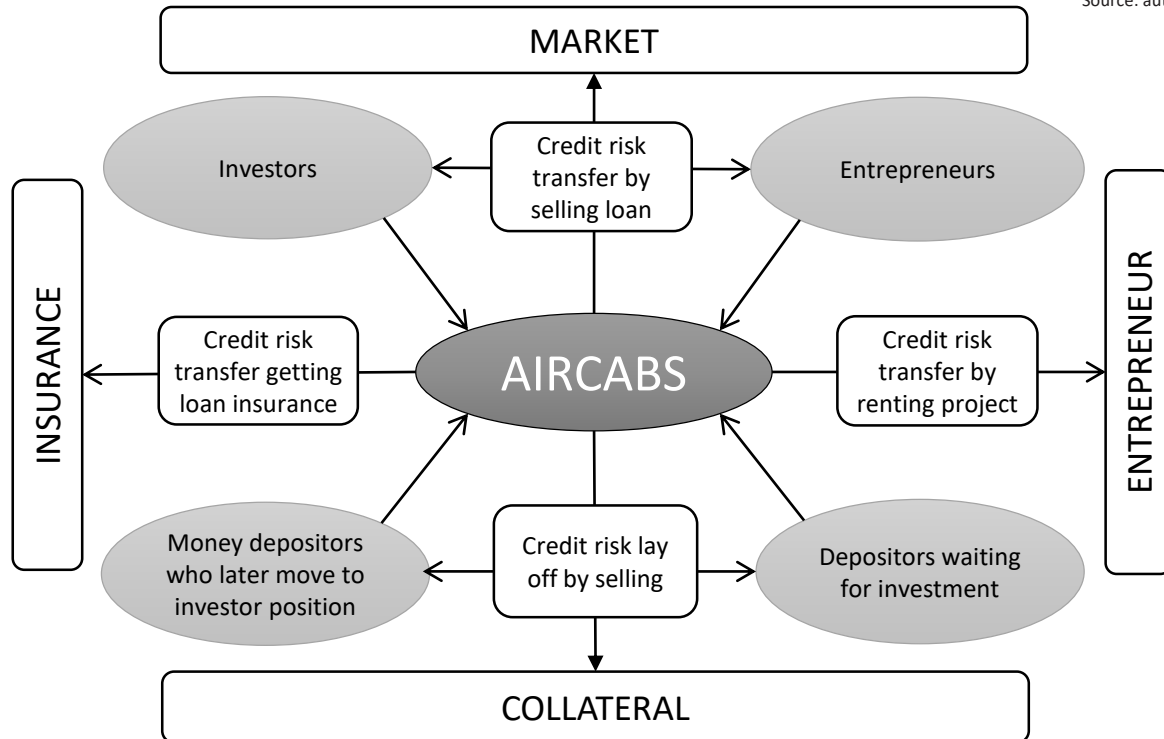 Source:
MARKET
Investors
Credit risk
transfer by
selling loan
Entrepreneurs
INSURANCE
Credit risk
transfer getting
loan insurance
AIRCABS
Credit risk
transfer by
renting project
ENTREPRENEUR
Money depositors
who later move to
investor position
Credit risk lay
off by selling
Depositors waiting
for investment
COLLATERAL